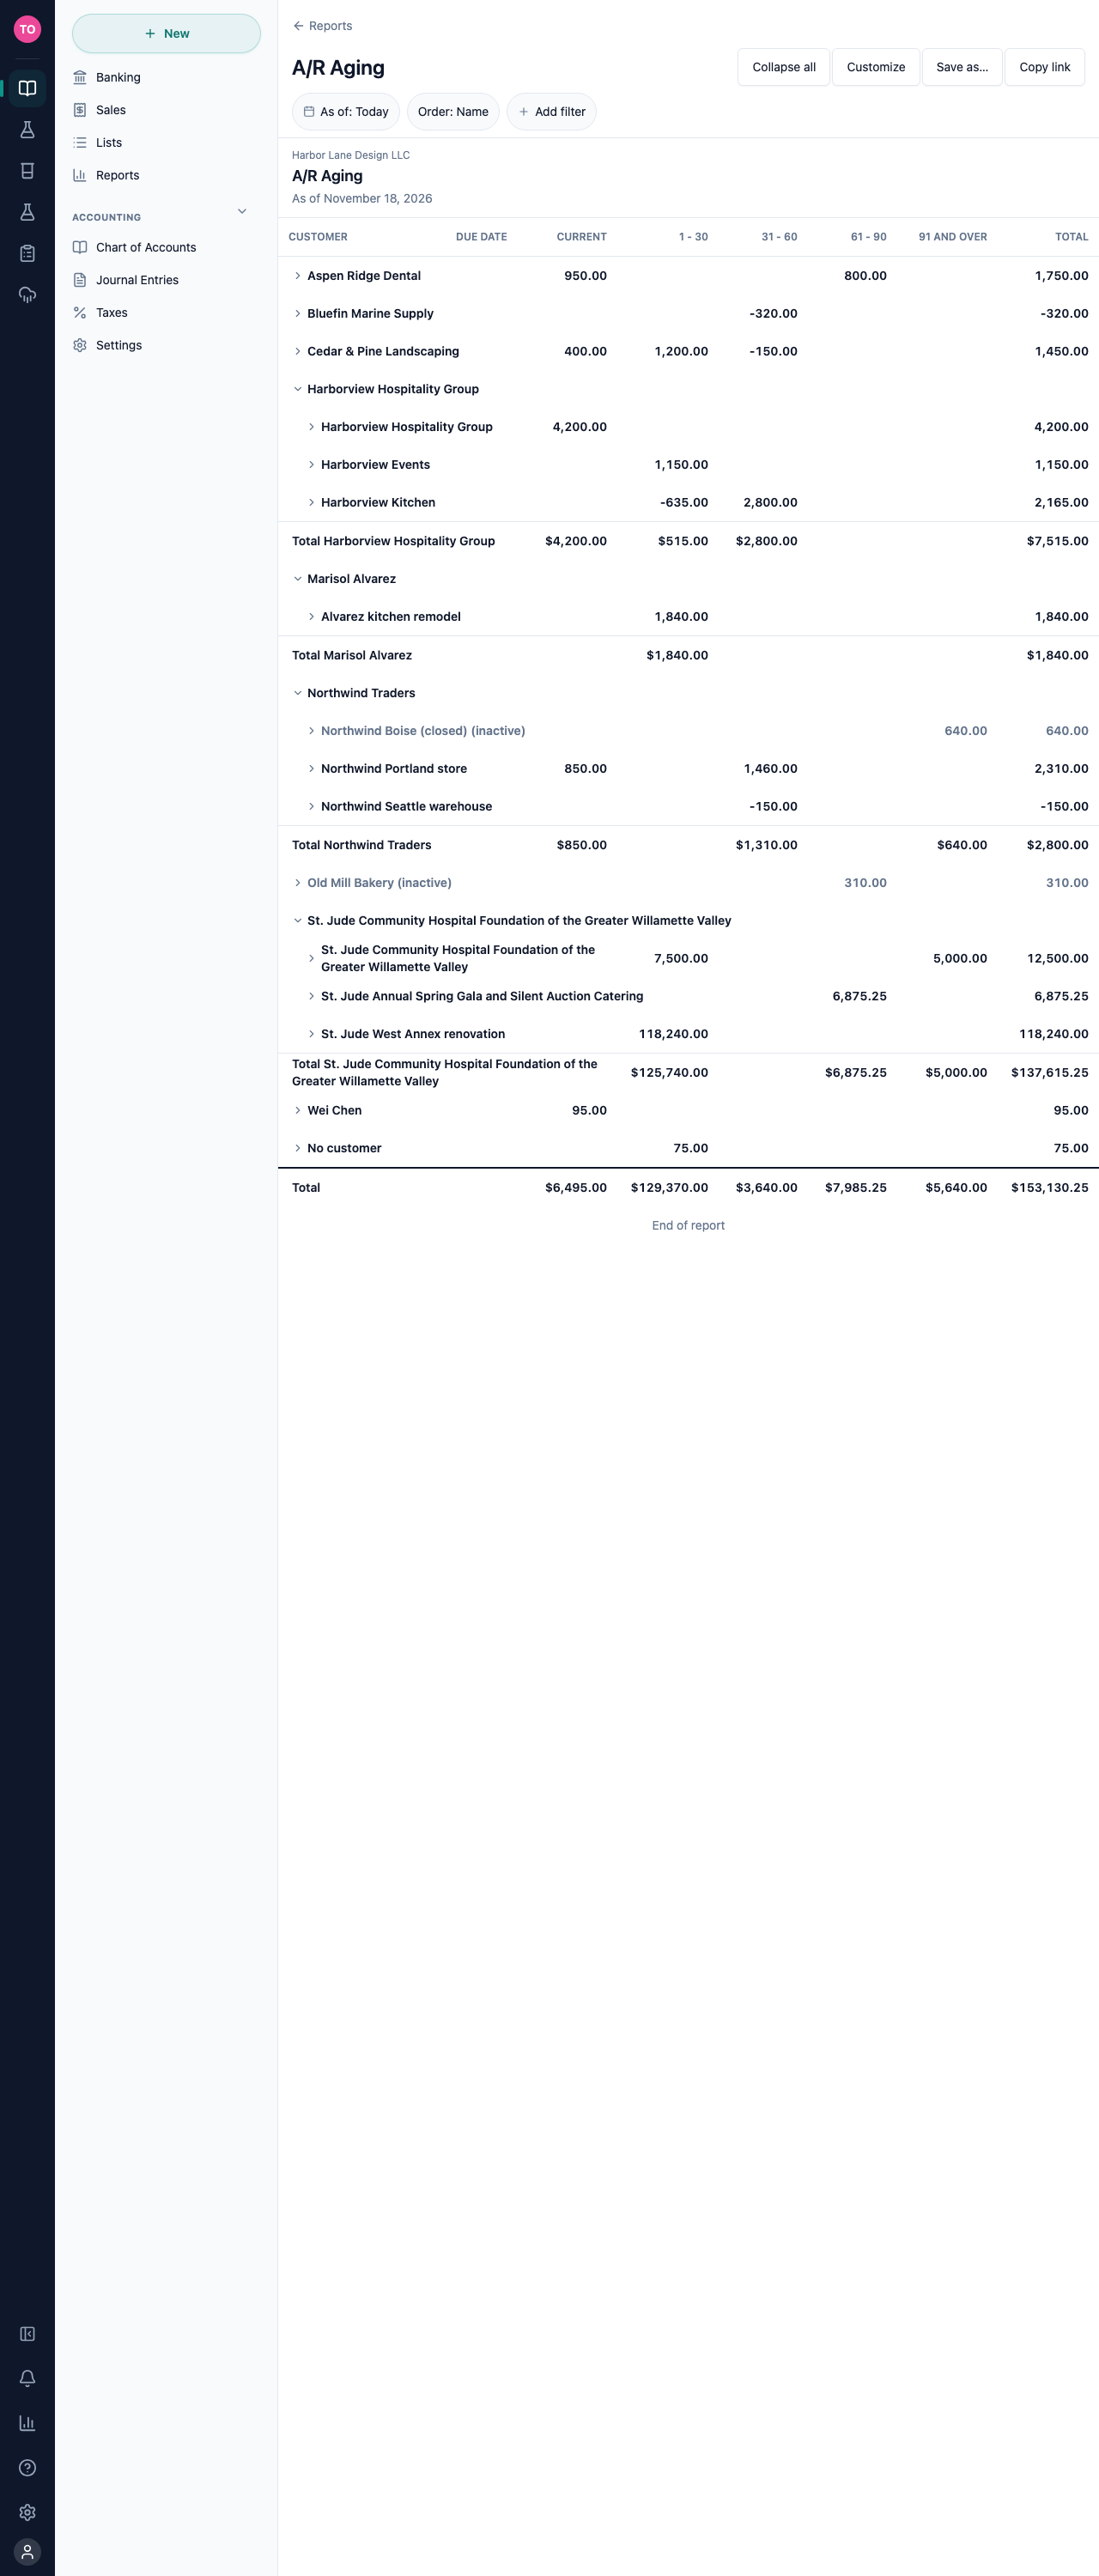 TO
New
Banking
Sales
Lists
Reports
ACCOUNTING
Chart of Accounts
Journal Entries
Taxes
Settings
Reports
A/R Aging
Collapse all
Customize
Save as...
Copy link
As of: Today
Order: Name
Add filter
Harbor Lane Design LLC
A/R Aging
As of November 18, 2026
CUSTOMER DUE DATE CURRENT 1 - 30 31 - 60 61 - 90 91 AND OVER TOTAL
Aspen Ridge Dental 950.00 800.00 1,750.00
Bluefin Marine Supply -320.00 -320.00
Cedar & Pine Landscaping 400.00 1,200.00 -150.00 1,450.00
Harborview Hospitality Group
Harborview Hospitality Group 4,200.00 4,200.00
Harborview Events 1,150.00 1,150.00
Harborview Kitchen -635.00 2,800.00 2,165.00
Total Harborview Hospitality Group $4,200.00 $515.00 $2,800.00 $7,515.00
Marisol Alvarez
Alvarez kitchen remodel 1,840.00 1,840.00
Total Marisol Alvarez $1,840.00 $1,840.00
Northwind Traders
Northwind Boise (closed) (inactive) 640.00 640.00
Northwind Portland store 850.00 1,460.00 2,310.00
Northwind Seattle warehouse -150.00 -150.00
Total Northwind Traders $850.00 $1,310.00 $640.00 $2,800.00
Old Mill Bakery (inactive) 310.00 310.00
St. Jude Community Hospital Foundation of the Greater Willamette Valley
St. Jude Community Hospital Foundation of the
Greater Willamette Valley 7,500.00 5,000.00 12,500.00
St. Jude Annual Spring Gala and Silent Auction Catering 6,875.25 6,875.25
St. Jude West Annex renovation 118,240.00 118,240.00
Total St. Jude Community Hospital Foundation of the
Greater Willamette Valley $125,740.00 $6,875.25 $5,000.00 $137,615.25
Wei Chen 95.00 95.00
No customer 75.00 75.00
Total $6,495.00 $129,370.00 $3,640.00 $7,985.25 $5,640.00 $153,130.25
End of report